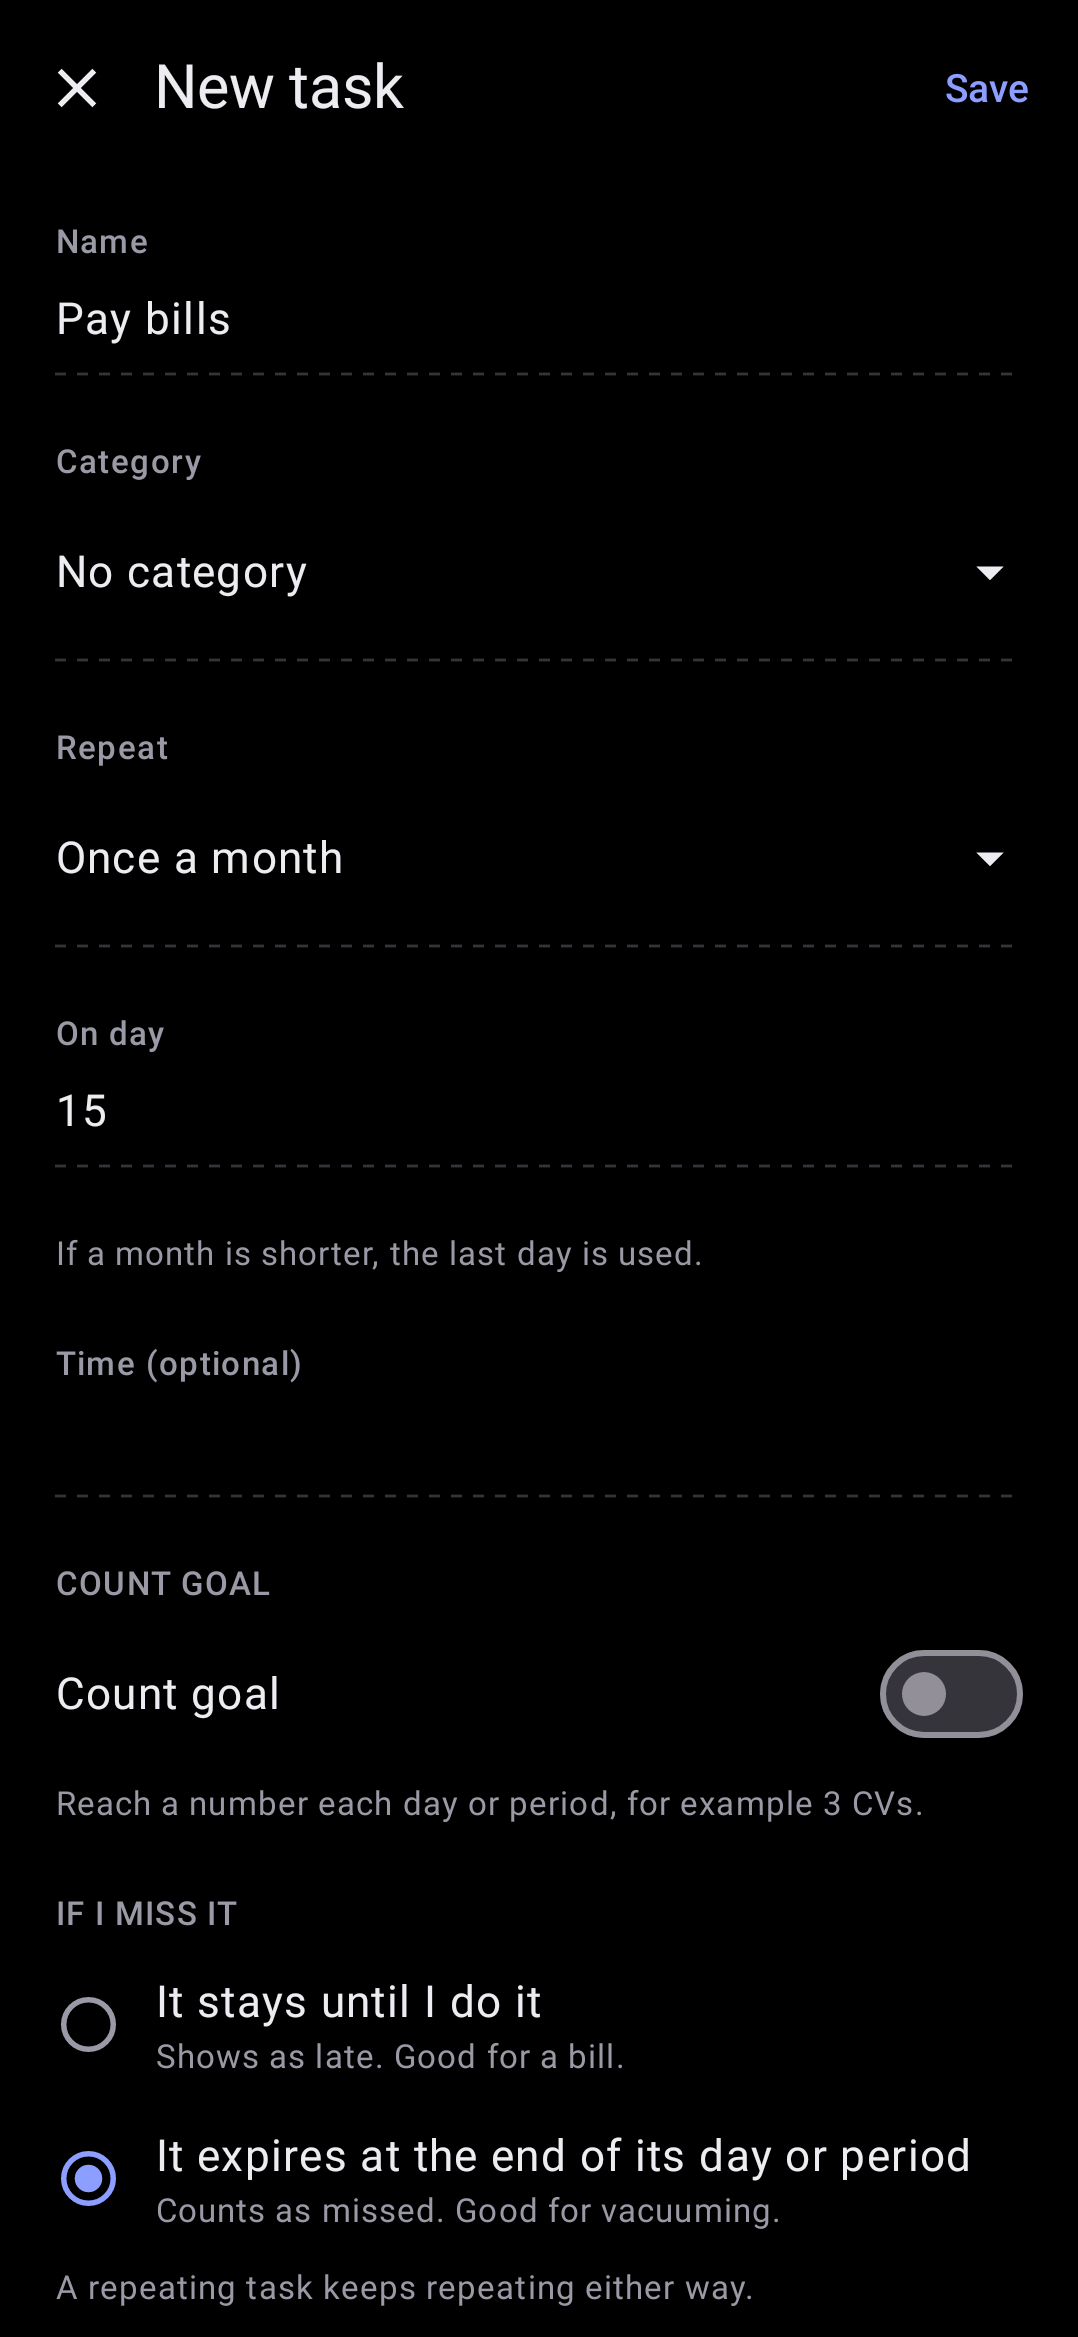 New task
Save
Name
Pay bills
Category
No category
Repeat
Once a month
On day
15
If a month is shorter, the last day is used.
Time (optional)
COUNT GOAL
Count goal
Reach a number each day or period, for example 3 CVs.
IF I MISS IT
It stays until I do it
Shows as late. Good for a bill.
It expires at the end of its day or period
Counts as missed. Good for vacuuming.
A repeating task keeps repeating either way.